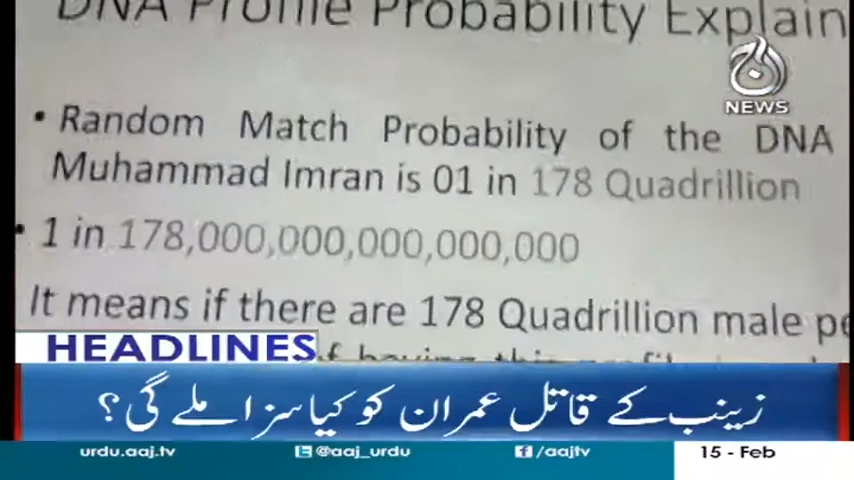 DNA Profile Probability Explain
NEWS
• Random Match Probability of the DNA
Muhammad Imran is 01 in 178 Quadrillion
• 1 in 178,000,000,000,000,000
It means if there are 178 Quadrillion male pe
HEADLINES
زینب کے قاتل عمران کو کیا سزا ملے گی؟
urdu.aaj.tv
@aaj_urdu
/aajtv
15 - Feb